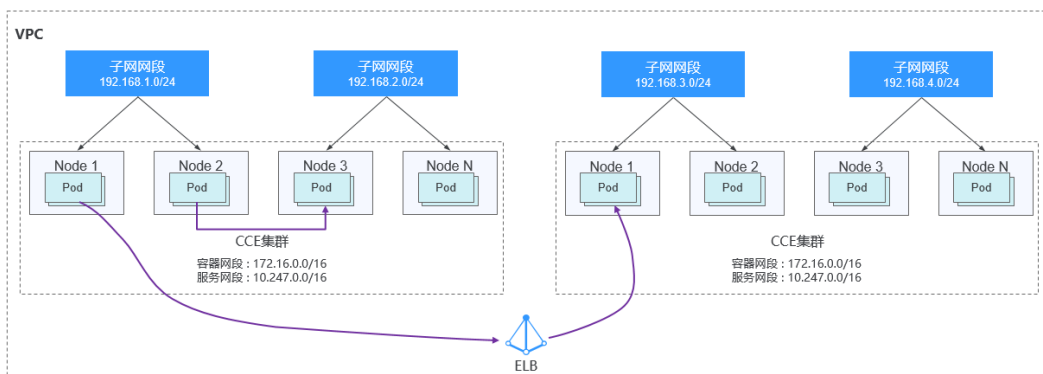 VPC
子网网段
192.168.1.0/24
子网网段
192.168.2.0/24
子网网段
192.168.3.0/24
子网网段
192.168.4.0/24
Node 1
Pod
Node 2
Pod
Node 3
Pod
Node N
Pod
CCE集群
容器网段 : 172.16.0.0/16
服务网段 : 10.247.0.0/16
Node 1
Pod
Node 2
Pod
Node 3
Pod
Node N
Pod
CCE集群
容器网段 : 172.16.0.0/16
服务网段 : 10.247.0.0/16
ELB